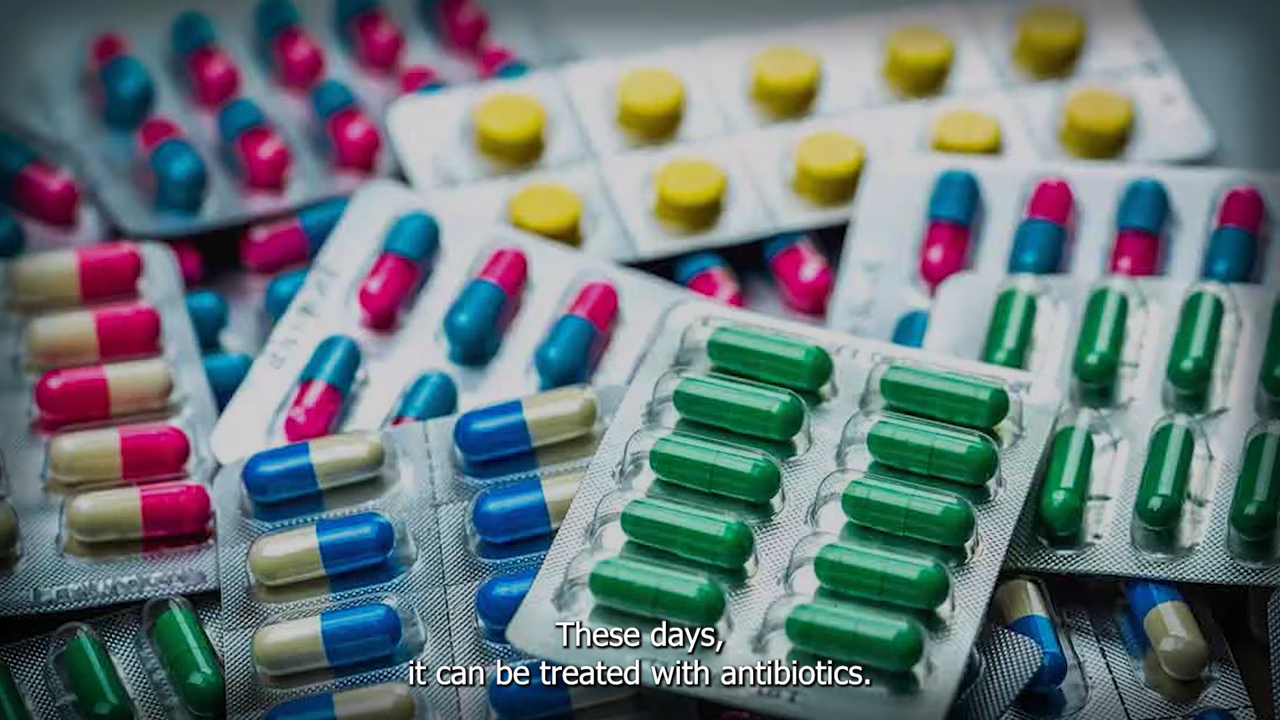 These days,
it can be treated with antibiotics.